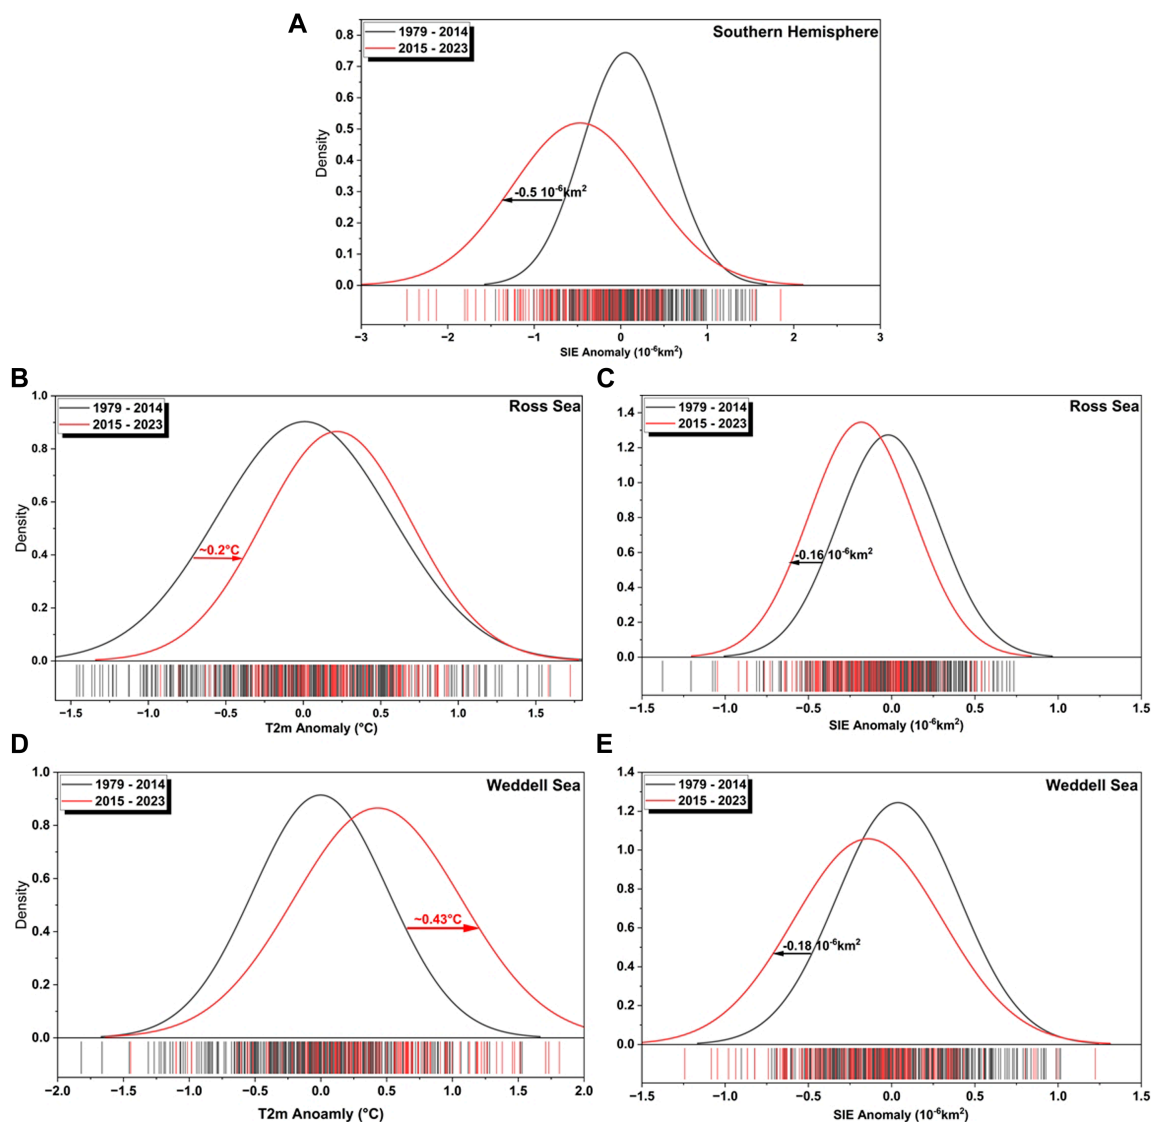 A
1979 - 2014
2015 - 2023
Southern Hemisphere
0.8
0.7
0.6
0.5
0.4
0.3
0.2
0.1
0.0
Density
-0.5 10⁻⁶km²
−3 −2 −1 0 1 2 3
SIE Anomaly (10⁻⁶km²)
B
1979 - 2014
2015 - 2023
Ross Sea
1.0
0.8
0.6
0.4
0.2
0.0
Density
~0.2°C
−1.5 −1.0 −0.5 0.0 0.5 1.0 1.5
T2m Anomaly (°C)
C
1979 - 2014
2015 - 2023
Ross Sea
1.4
1.2
1.0
0.8
0.6
0.4
0.2
0.0
-0.16 10⁻⁶km²
−1.5 −1.0 −0.5 0.0 0.5 1.0 1.5
SIE Anomaly (10⁻⁶km²)
D
1979 - 2014
2015 - 2023
Weddell Sea
1.0
0.8
0.6
0.4
0.2
0.0
Density
~0.43°C
−2.0 −1.5 −1.0 −0.5 0.0 0.5 1.0 1.5 2.0
T2m Anoamly (°C)
E
1979 - 2014
2015 - 2023
Weddell Sea
1.4
1.2
1.0
0.8
0.6
0.4
0.2
0.0
-0.18 10⁻⁶km²
−1.5 −1.0 −0.5 0.0 0.5 1.0 1.5
SIE Anomaly (10⁻⁶km²)